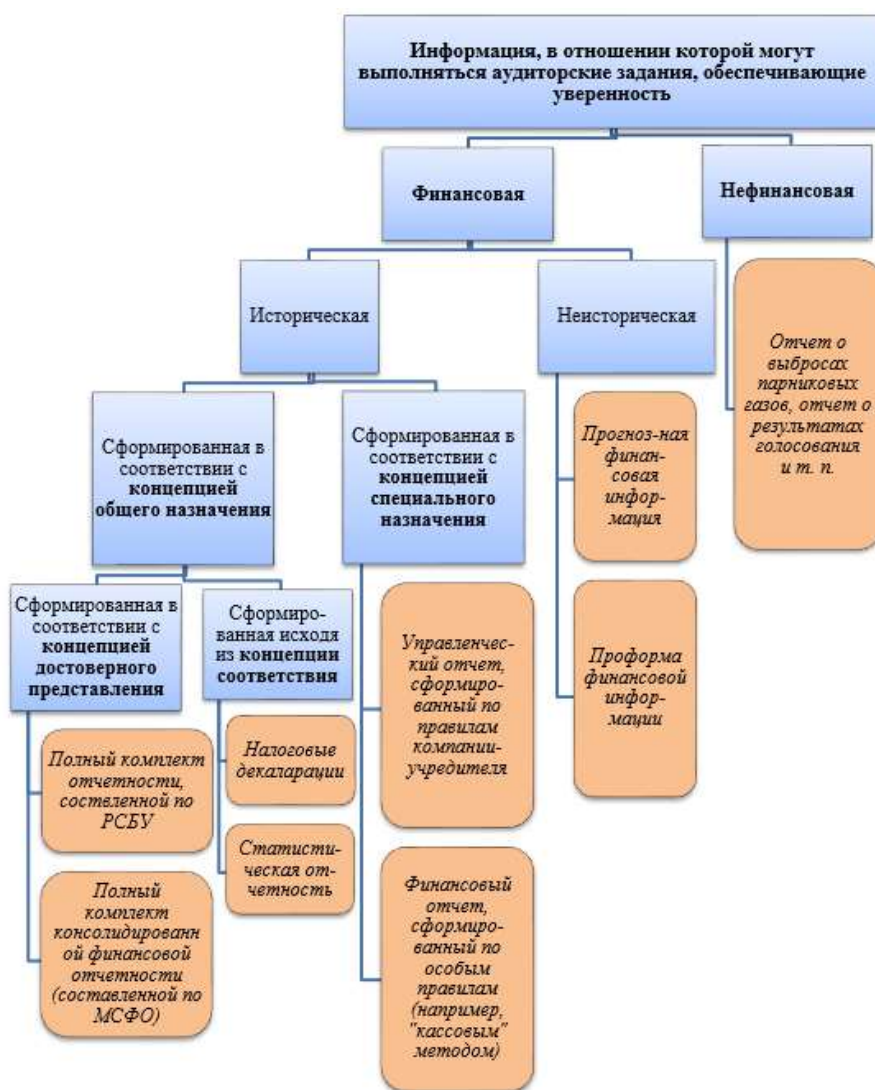 Информация, в отношении которой могут
выполняться аудиторские задания, обеспечивающие
уверенность
Финансовая
Нефинансовая
Историческая
Неисторическая
Отчет о
выбросах
парниковых
газов, отчет о
результатах
голосования
и т. п.
Сформированная в
соответствии с
концепцией
общего назначения
Сформированная в
соответствии с
концепцией
специального
назначения
Прогноз-ная
финан-
совая
информация
Сформированная в
соответствии с
концепцией
достоверного
представления
Сформиро-
ванная исходя
из концепции
соответствия
Управленчес-
кий отчет,
сформиро-
ванный по
правилам
компании-
учредителя
Проформа
финансовой
инфор-
мации
Полный комплект
отчетности,
соствленной по
РСБУ
Налоговые
декаларации
Статисти-
ческая от-
четность
Полный
комплект
консолидированн
ой финансовой
отчетности
(составленной по
МСФО)
Финансовый
отчет,
сформиро-
ванный по
особым
правилам
(например,
"кассовым"
методом)